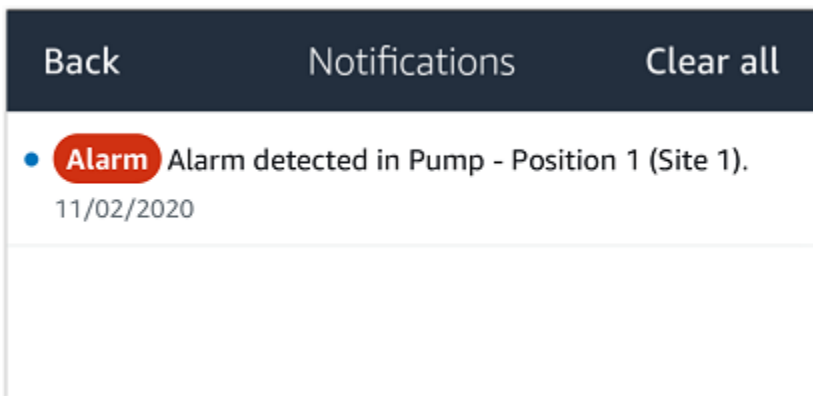 Back Notifications Clear all
Alarm Alarm detected in Pump - Position 1 (Site 1).
11/02/2020